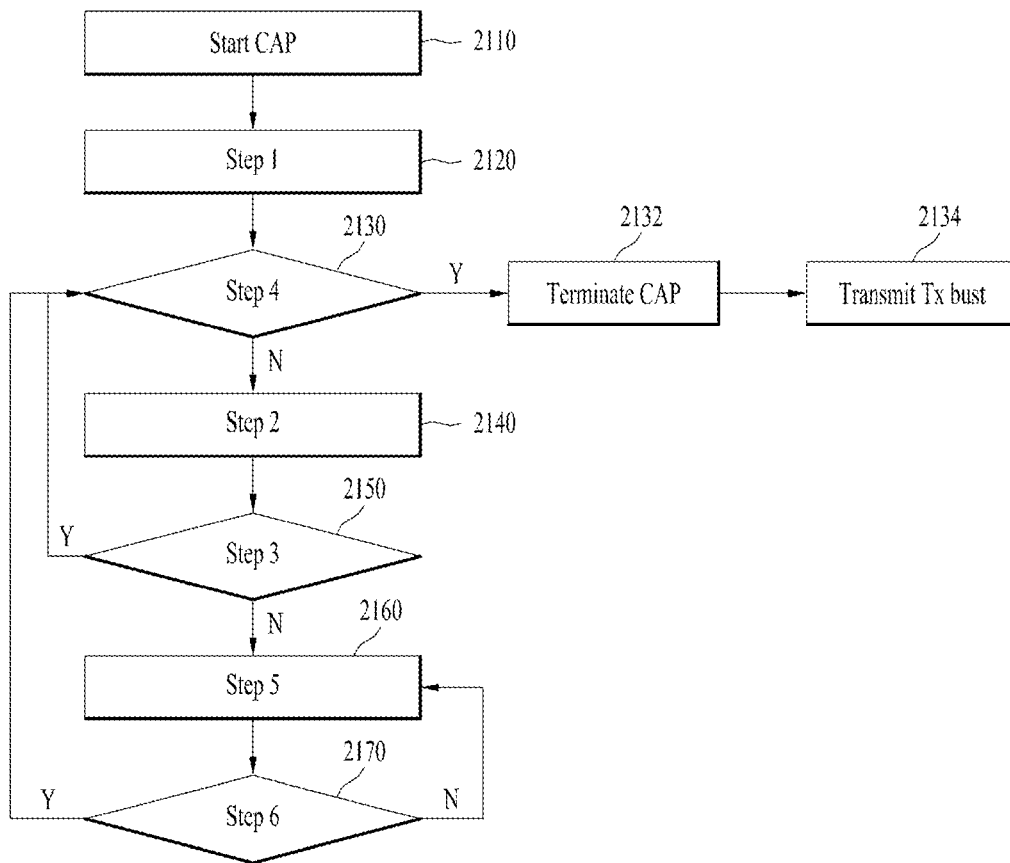 Start CAP
2110
Step 1
2120
2130
Step 4
Y
2132
Terminate CAP
2134
Transmit Tx bust
N
Step 2
2140
2150
Y
Step 3
N
2160
Step 5
2170
Y
Step 6
N